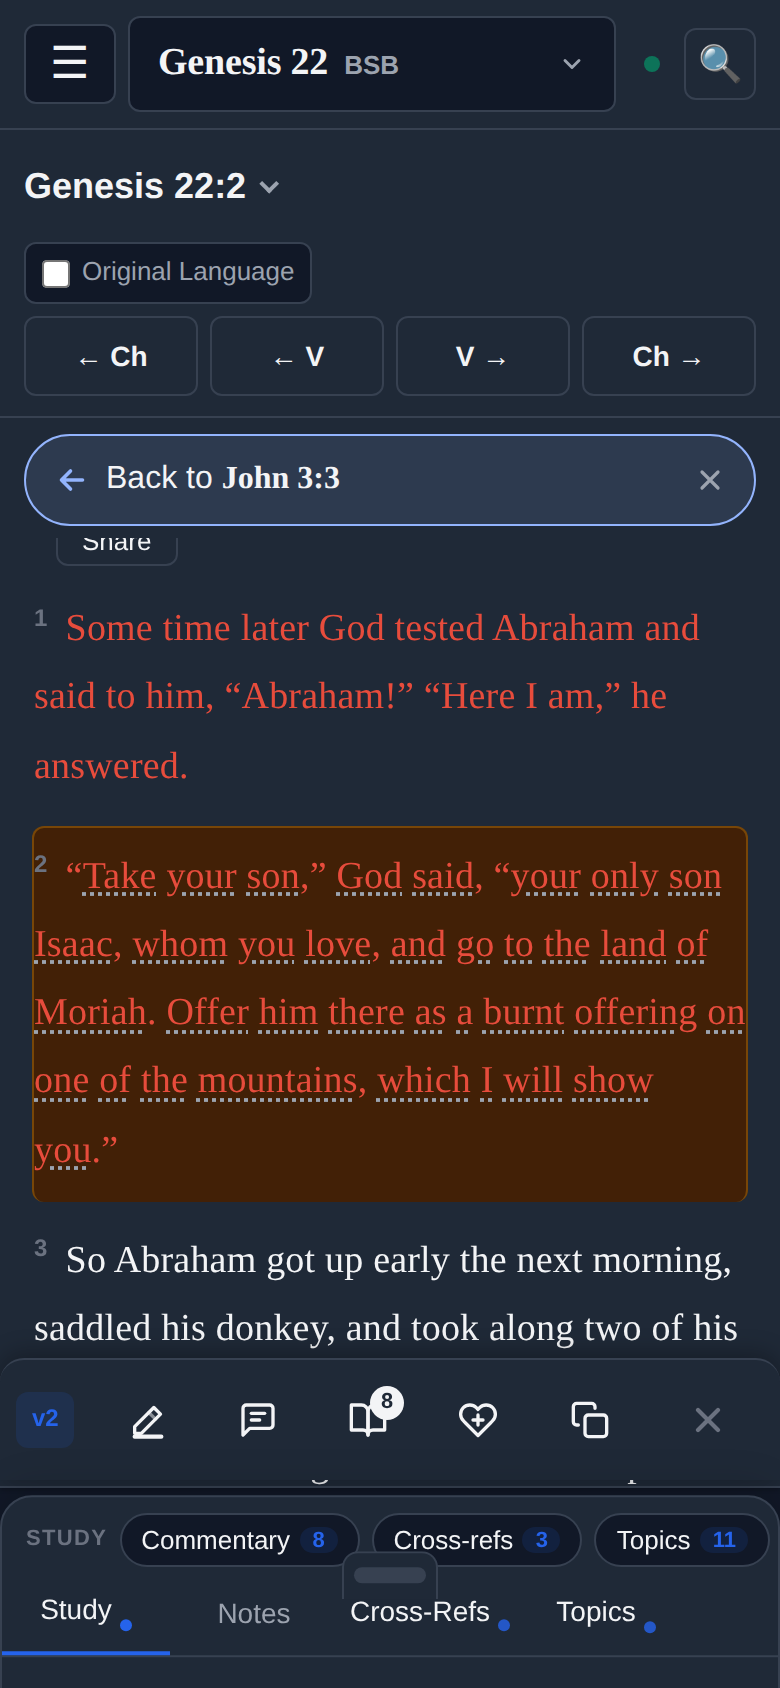 ☰ Genesis 22 BSB
Genesis 22:2
Original Language
← Ch ← V V → Ch →
← Back to John 3:3 ×
Share
1 Some time later God tested Abraham and
said to him, “Abraham!” “Here I am,” he
answered.
2 “Take your son,” God said, “your only son
Isaac, whom you love, and go to the land of
Moriah. Offer him there as a burnt offering on
one of the mountains, which I will show
you.”
3 So Abraham got up early the next morning,
saddled his donkey, and took along two of his
v2 8
STUDY Commentary 8 Cross-refs 3 Topics 11
Study Notes Cross-Refs Topics